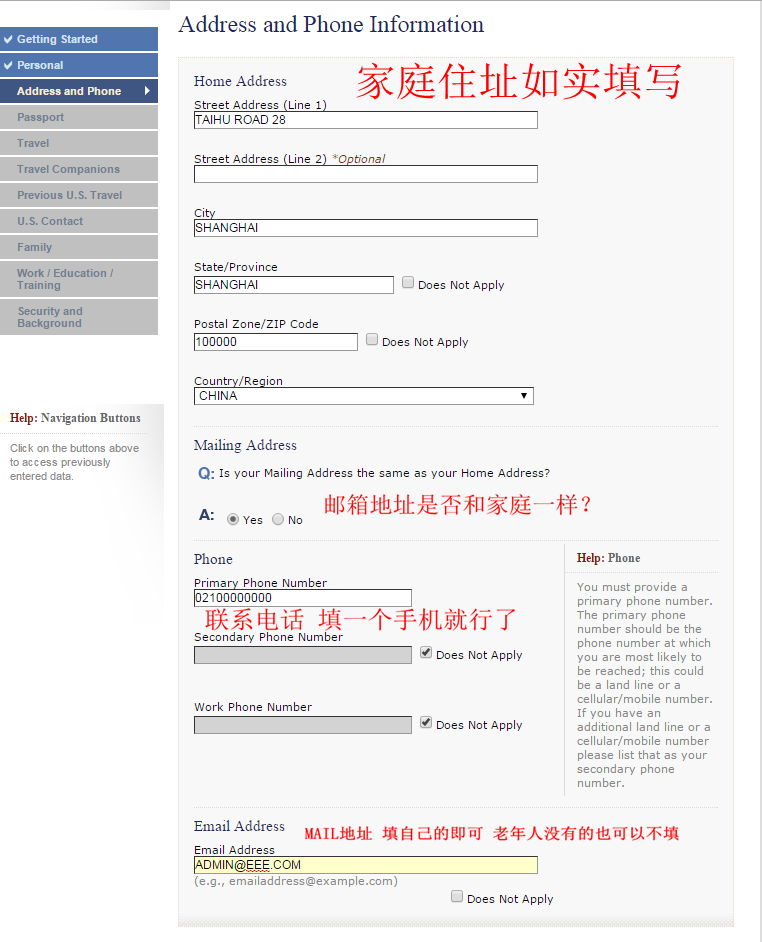 Address and Phone Information
Getting Started
Personal
Address and Phone
Passport
Travel
Travel Companions
Previous U.S. Travel
U.S. Contact
Family
Work / Education /
Training
Security and
Background
Help: Navigation Buttons
Click on the buttons above
to access previously
entered data.
Home Address
家庭住址如实填写
Street Address (Line 1)
TAIHU ROAD 28
Street Address (Line 2) *Optional
City
SHANGHAI
State/Province
SHANGHAI
Does Not Apply
Postal Zone/ZIP Code
100000
Does Not Apply
Country/Region
CHINA
Mailing Address
Q: Is your Mailing Address the same as your Home Address?
邮箱地址是否和家庭一样?
A: Yes No
Phone
Primary Phone Number
02100000000
联系电话 填一个手机就行了
Secondary Phone Number
Does Not Apply
Work Phone Number
Does Not Apply
Help: Phone
You must provide a
primary phone number.
The primary phone
number should be the
phone number at which
you are most likely to
be reached; this could
be a land line or a
cellular/mobile number.
If you have an
additional land line or a
cellular/mobile number
please list that as your
secondary phone
number.
Email Address
MAIL地址 填自己的即可 老年人没有的也可以不填
Email Address
ADMIN@EEE.COM
(e.g., emailaddress@example.com)
Does Not Apply